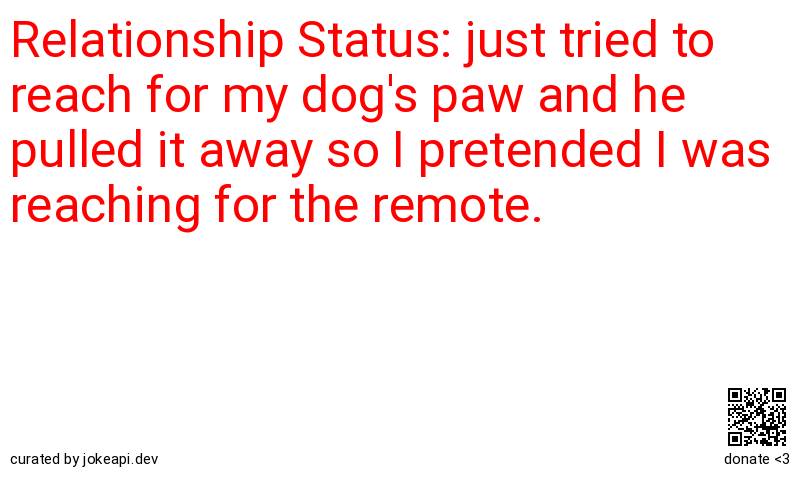 Relationship Status: just tried to
reach for my dog's paw and he
pulled it away so I pretended I was
reaching for the remote.
curated by jokeapi.dev
donate <3